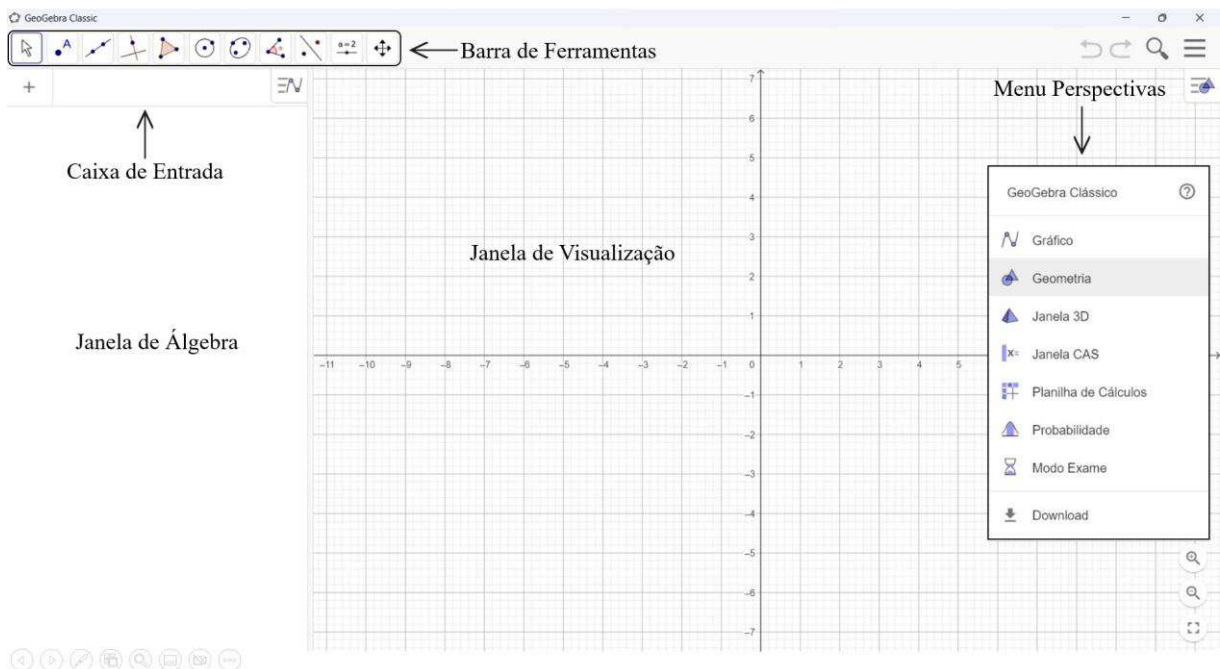 GeoGebra Classic
A
a=2
Barra de Ferramentas
Caixa de Entrada
Janela de Álgebra
Janela de Visualização
Menu Perspectivas
GeoGebra Clássico
Gráfico
Geometria
Janela 3D
X=
Janela CAS
Planilha de Cálculos
Probabilidade
Modo Exame
Download
7
6
5
4
3
2
1
-11 -10 -9 -8 -7 -6 -5 -4 -3 -2 -1 0 1 2 3 4 5
-1
-2
-3
-4
-5
-6
-7